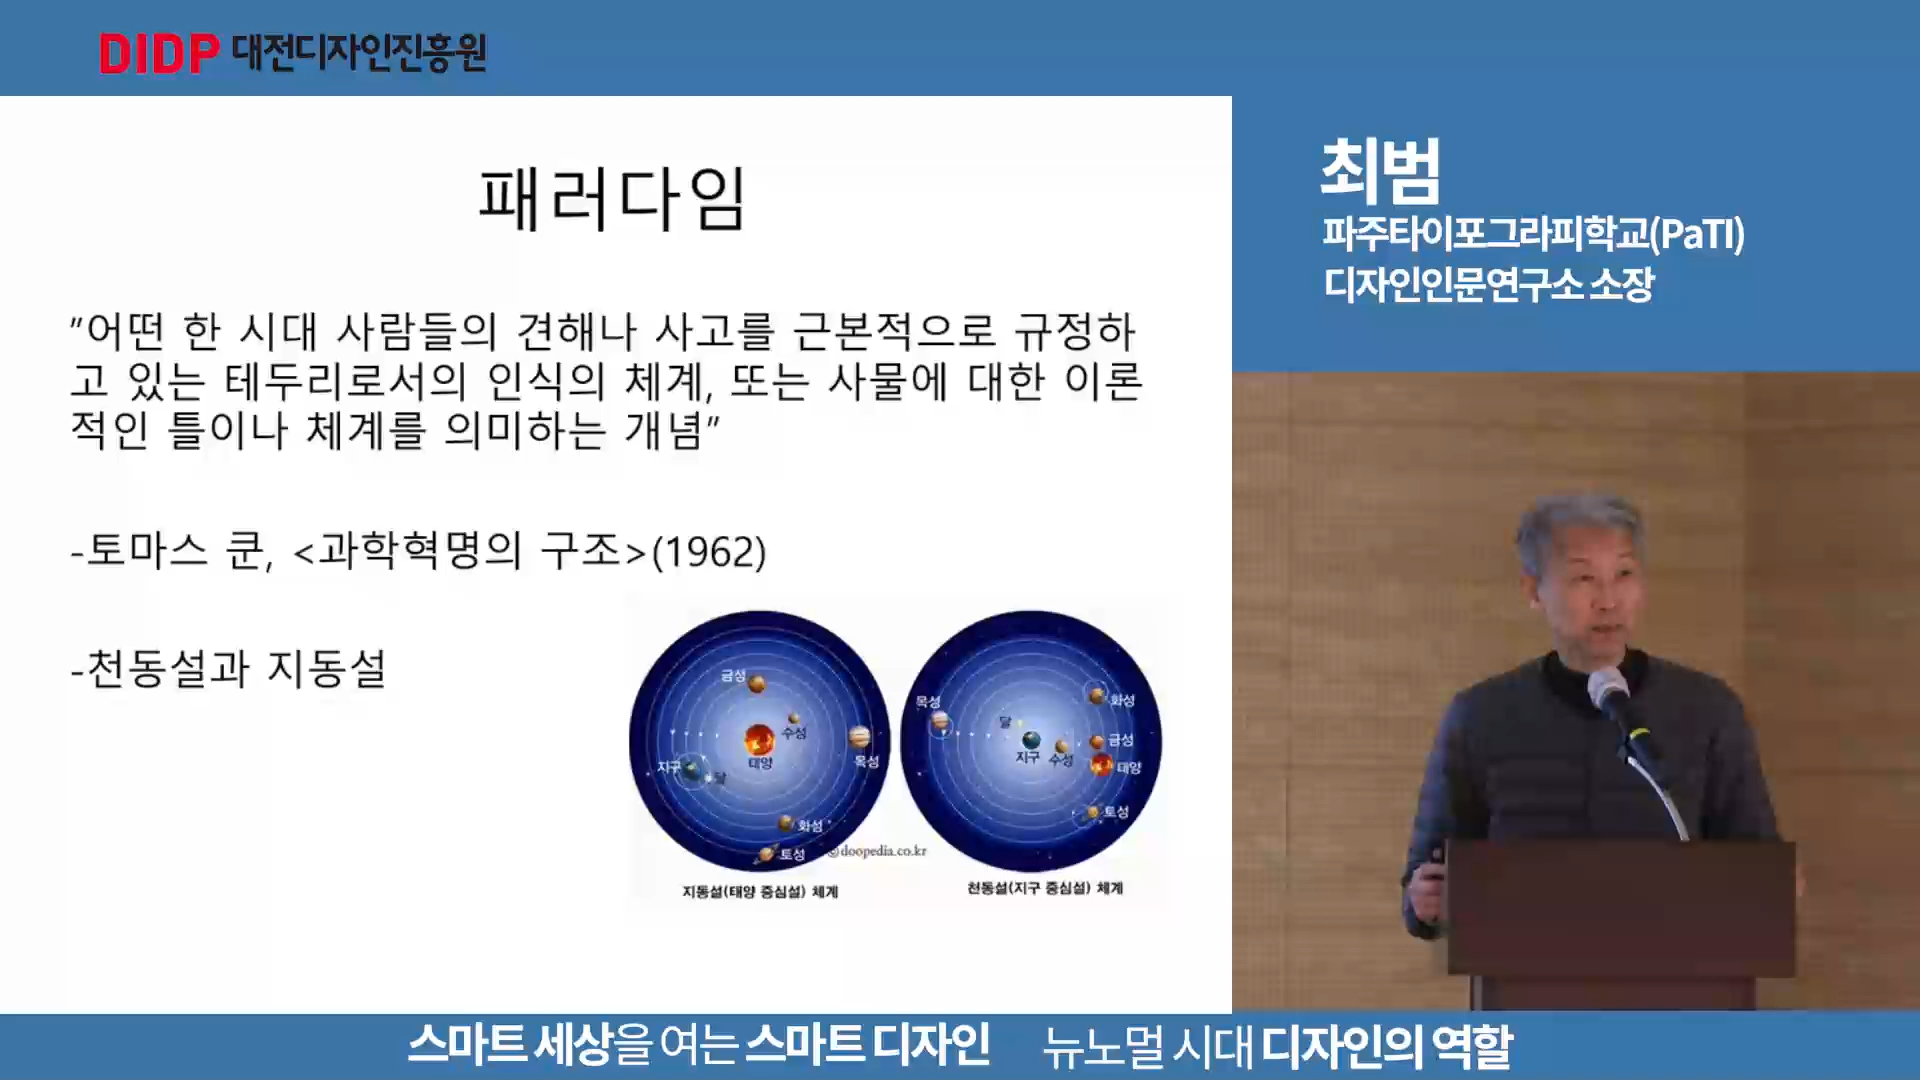 DIDP 대전디자인진흥원
패러다임
"어떤 한 시대 사람들의 견해나 사고를 근본적으로 규정하
고 있는 테두리로서의 인식의 체계, 또는 사물에 대한 이론
적인 틀이나 체계를 의미하는 개념"
-토마스 쿤, <과학혁명의 구조>(1962)
-천동설과 지동설
금성
수성
태양
목성
지구
달
화성
토성
지동설(태양 중심설) 체계
목성
화성
달
지구
수성
금성
태양
토성
©doopedia.co.kr
천동설(지구 중심설) 체계
최범
파주타이포그라피학교(PaTI)
디자인인문연구소 소장
스마트 세상을 여는 스마트 디자인 뉴노멀 시대 디자인의 역할